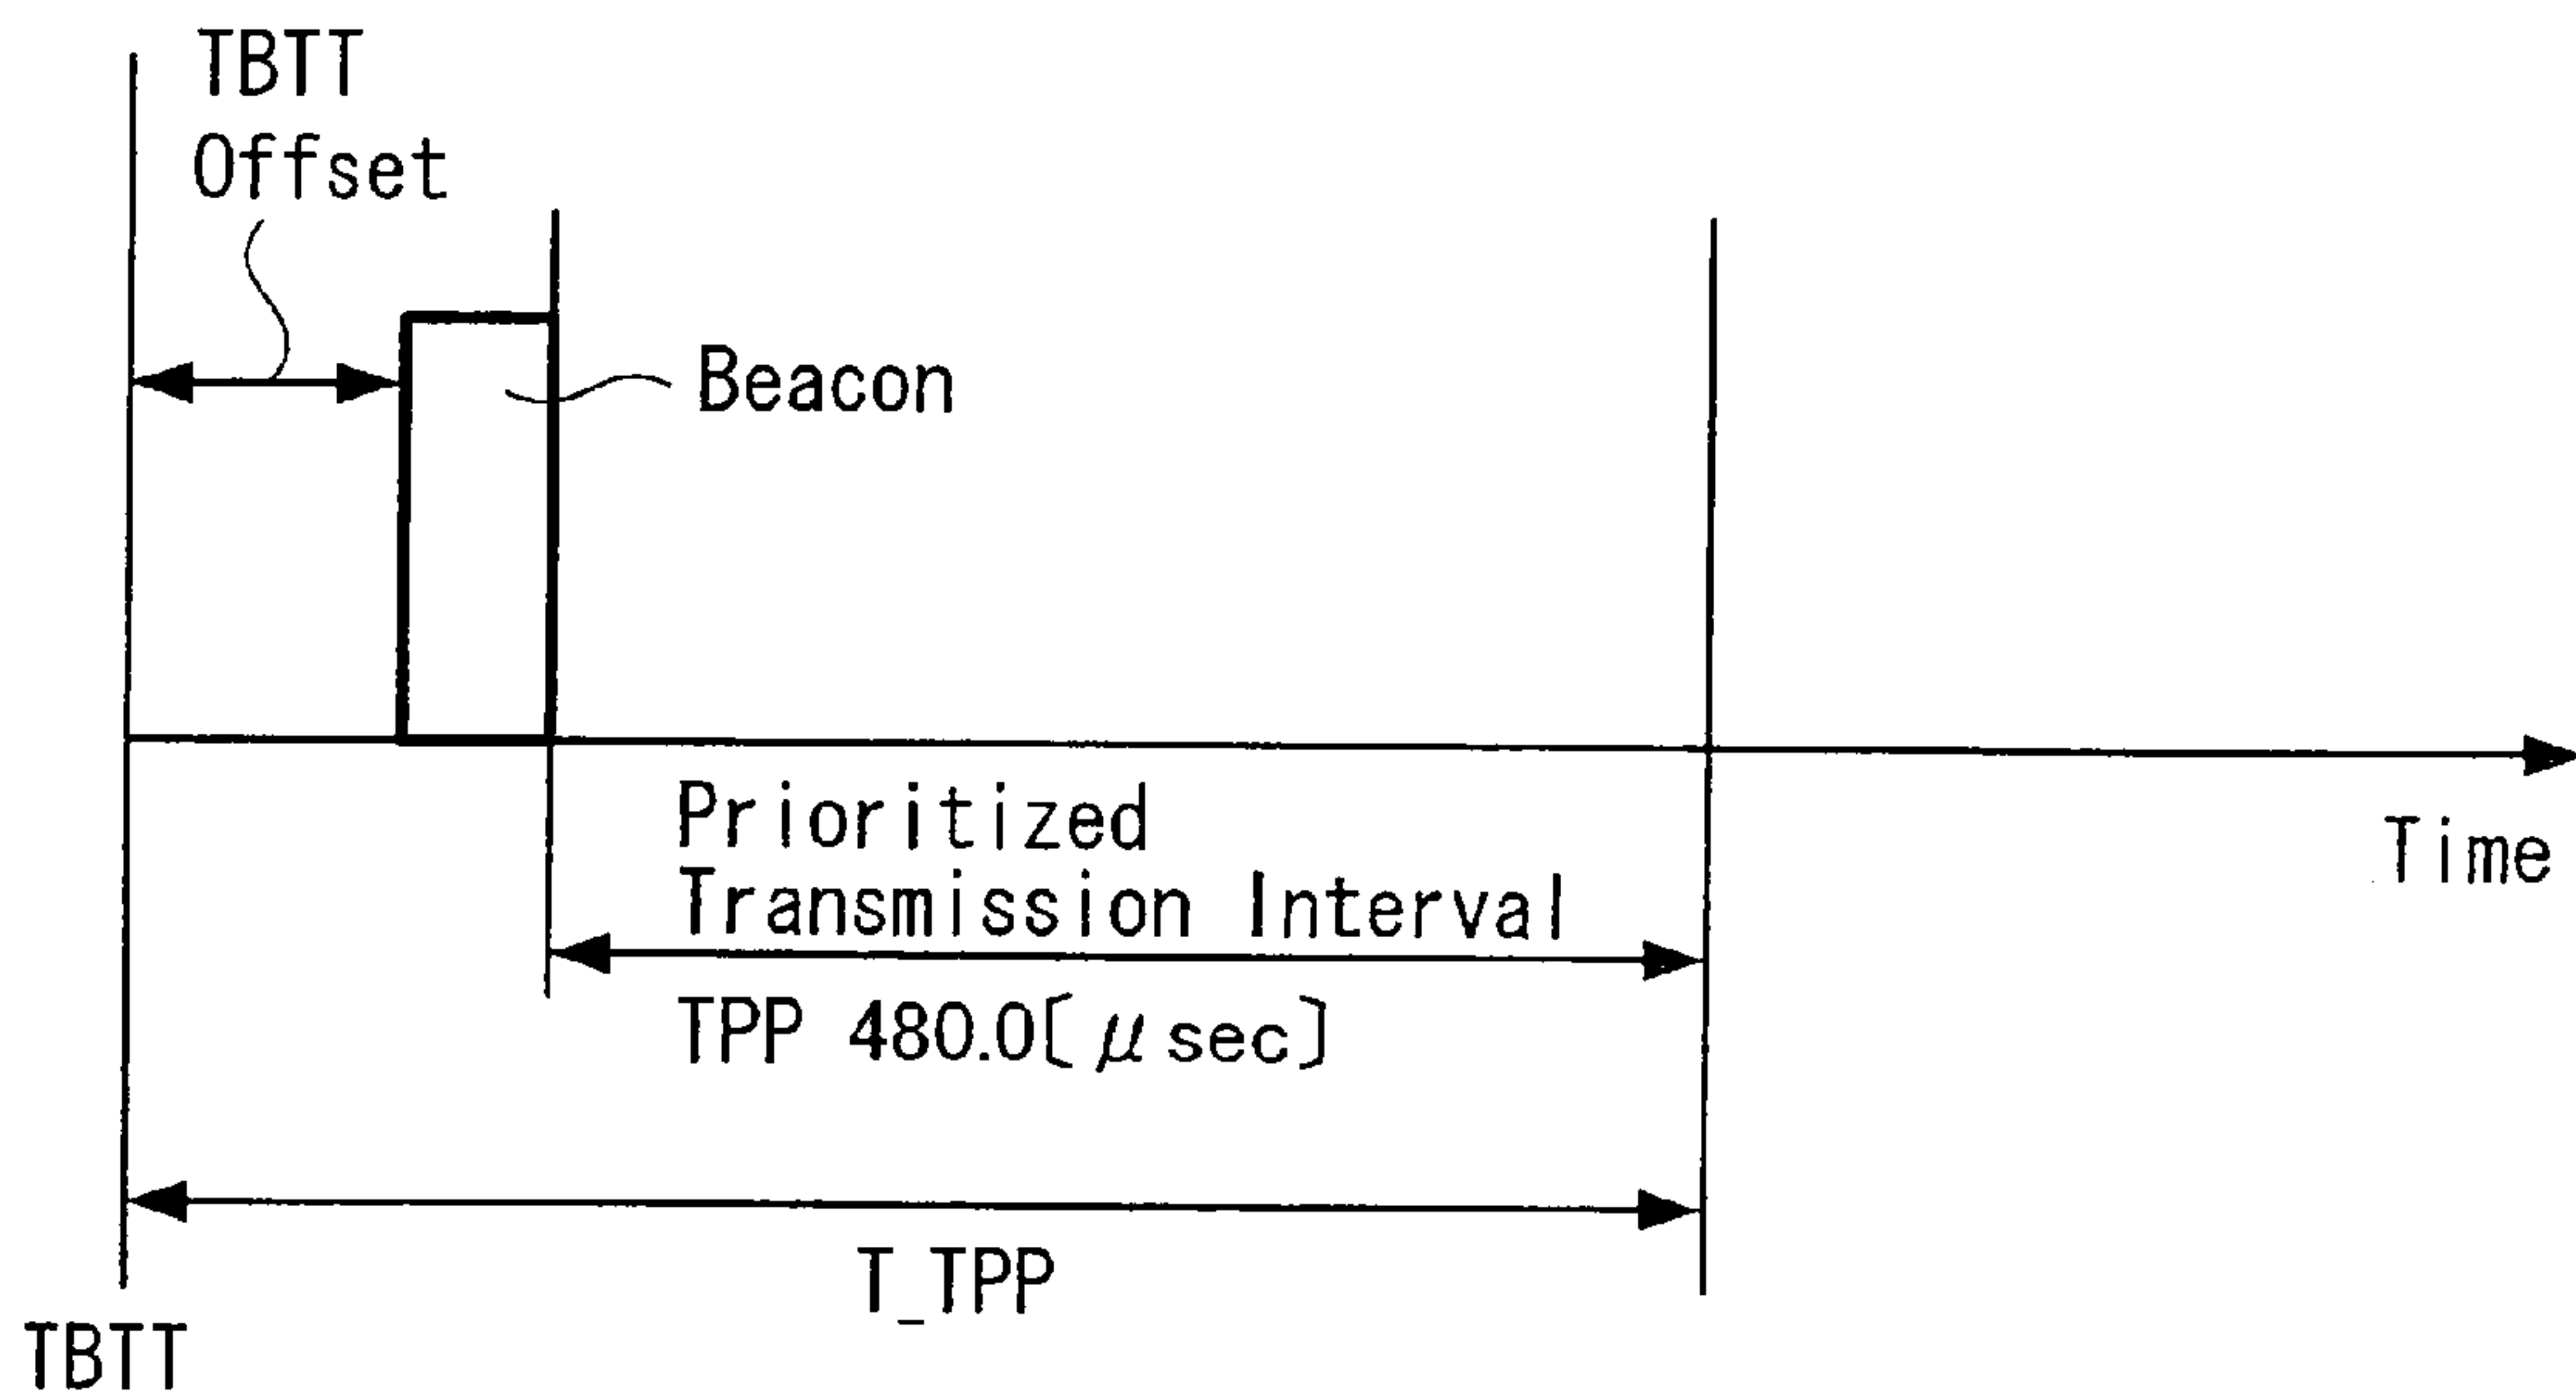 TBTT
Offset
Beacon
Prioritized
Transmission Interval
TPP 480.0[μsec]
Time
T_TPP
TBTT